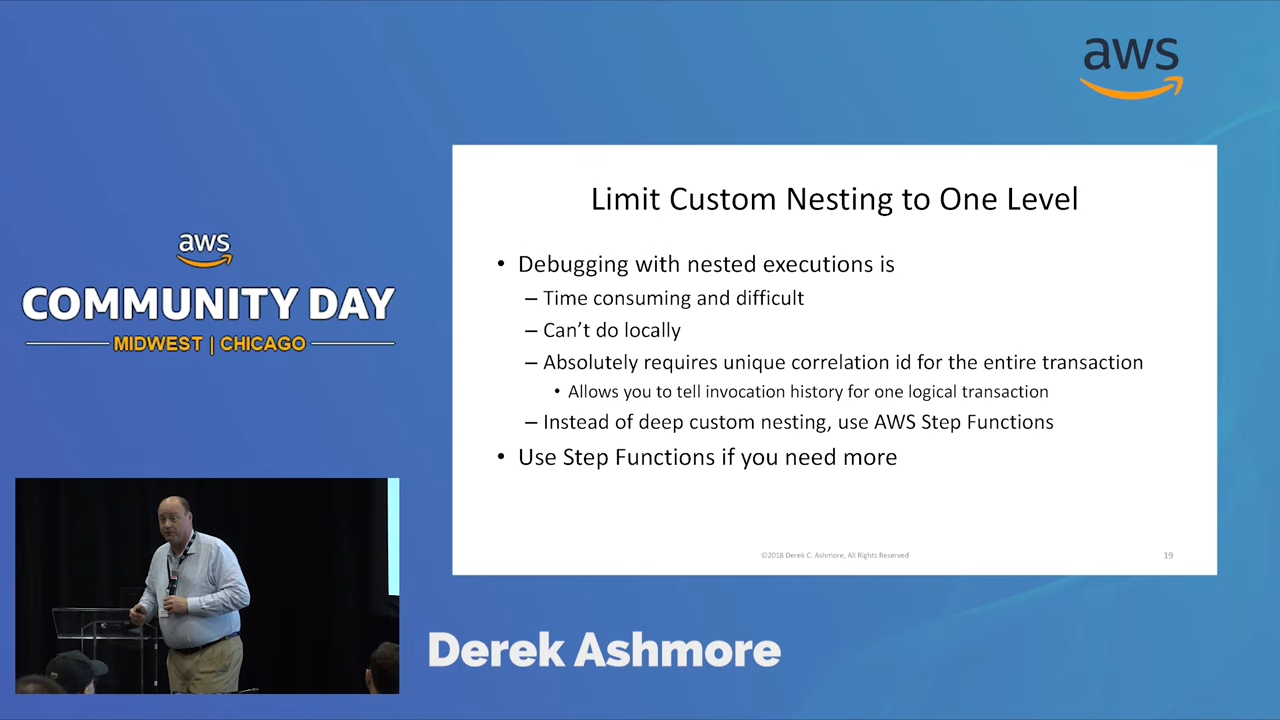 aws
aws
COMMUNITY DAY
MIDWEST | CHICAGO
Limit Custom Nesting to One Level
• Debugging with nested executions is
– Time consuming and difficult
– Can't do locally
– Absolutely requires unique correlation id for the entire transaction
• Allows you to tell invocation history for one logical transaction
– Instead of deep custom nesting, use AWS Step Functions
• Use Step Functions if you need more
©2018 Derek C. Ashmore, All Rights Reserved
19
Derek Ashmore